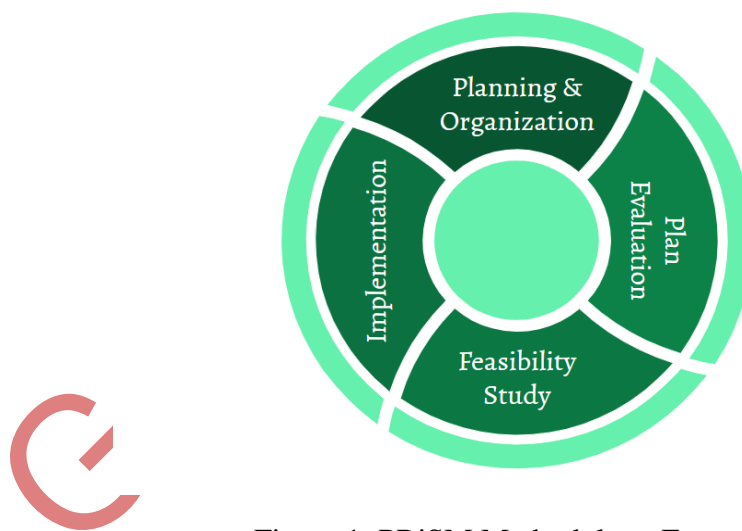 Planning &
Organization
Plan
Evaluation
Feasibility
Study
Implementation